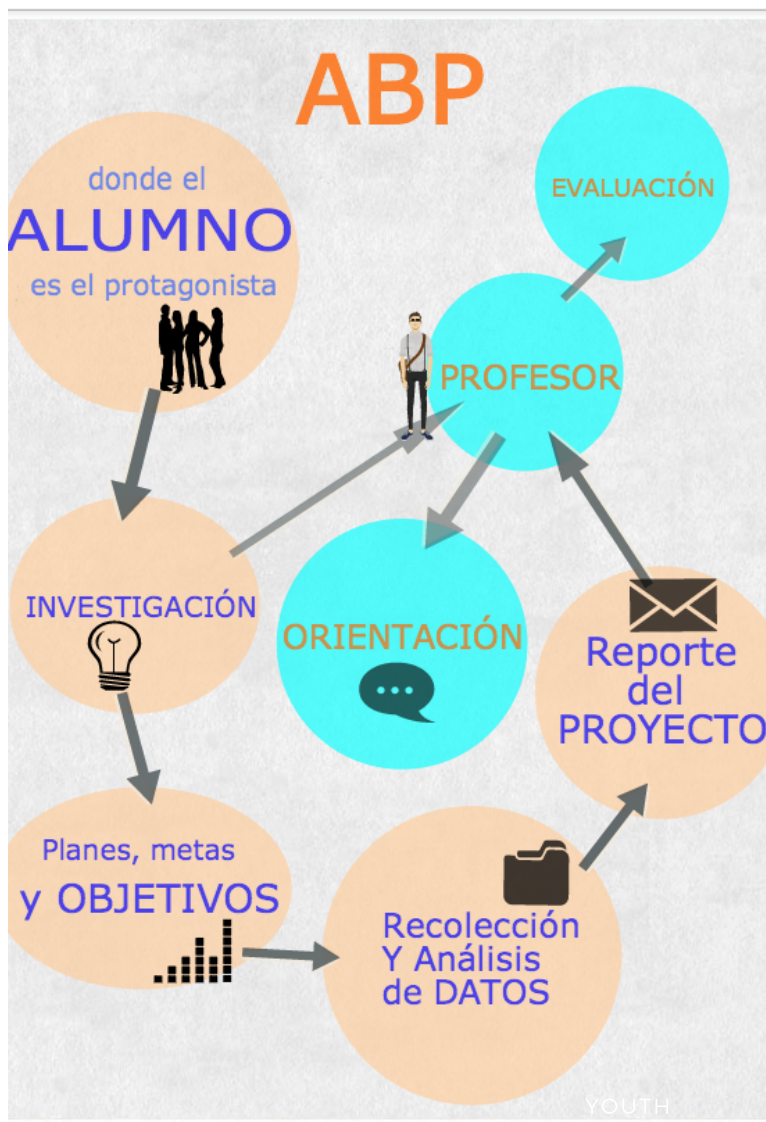 ABP
donde el
ALUMNO
es el protagonista
EVALUACIÓN
PROFESOR
INVESTIGACIÓN
ORIENTACIÓN
Reporte
del
PROYECTO
Planes, metas
y OBJETIVOS
Recolección
Y Análisis
de DATOS
YOUTH